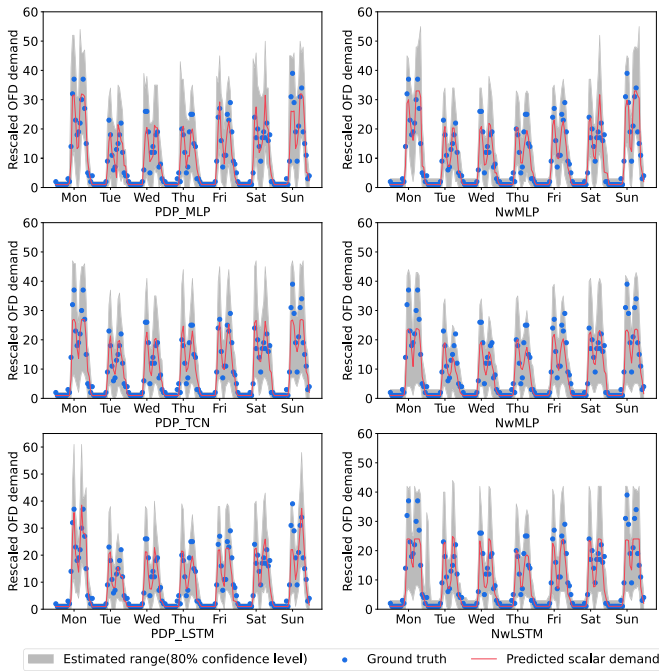 60
50
40
30
20
10
0
Rescaled OFD demand
Mon Tue Wed Thu Fri Sat Sun
PDP_MLP
60
50
40
30
20
10
0
Rescaled OFD demand
Mon Tue Wed Thu Fri Sat Sun
NwMLP
60
50
40
30
20
10
0
Rescaled OFD demand
Mon Tue Wed Thu Fri Sat Sun
PDP_TCN
60
50
40
30
20
10
0
Rescaled OFD demand
Mon Tue Wed Thu Fri Sat Sun
NwMLP
60
50
40
30
20
10
0
Rescaled OFD demand
Mon Tue Wed Thu Fri Sat Sun
PDP_LSTM
60
50
40
30
20
10
0
Rescaled OFD demand
Mon Tue Wed Thu Fri Sat Sun
NwLSTM
Estimated range(80% confidence level) Ground truth Predicted scalar demand